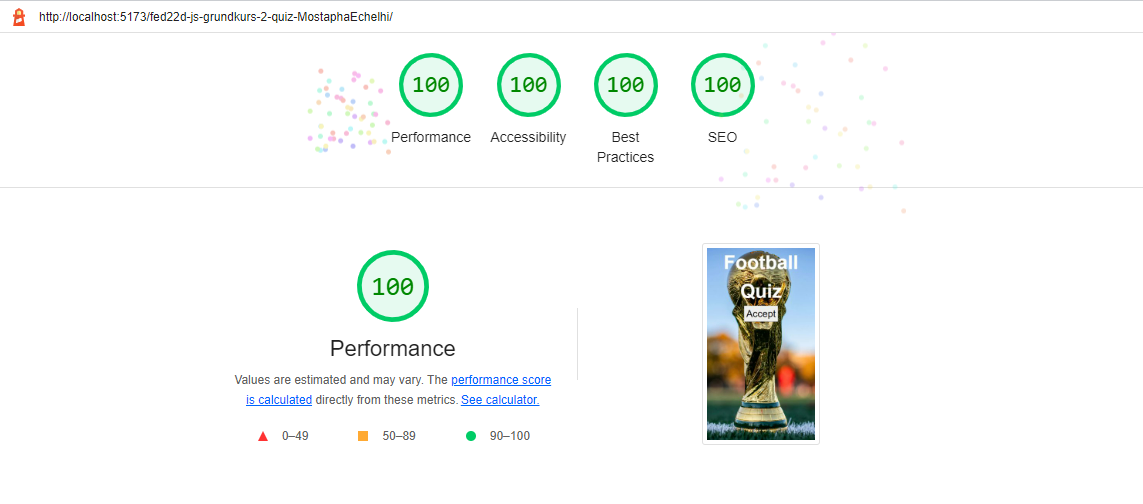 http://localhost:5173/fed22d-js-grundkurs-2-quiz-MostaphaEchelhi/
100 100 100 100
Performance Accessibility Best Practices SEO
100
Performance
Values are estimated and may vary. The performance score
is calculated directly from these metrics. See calculator.
0–49 50–89 90–100
Football
Quiz
Accept